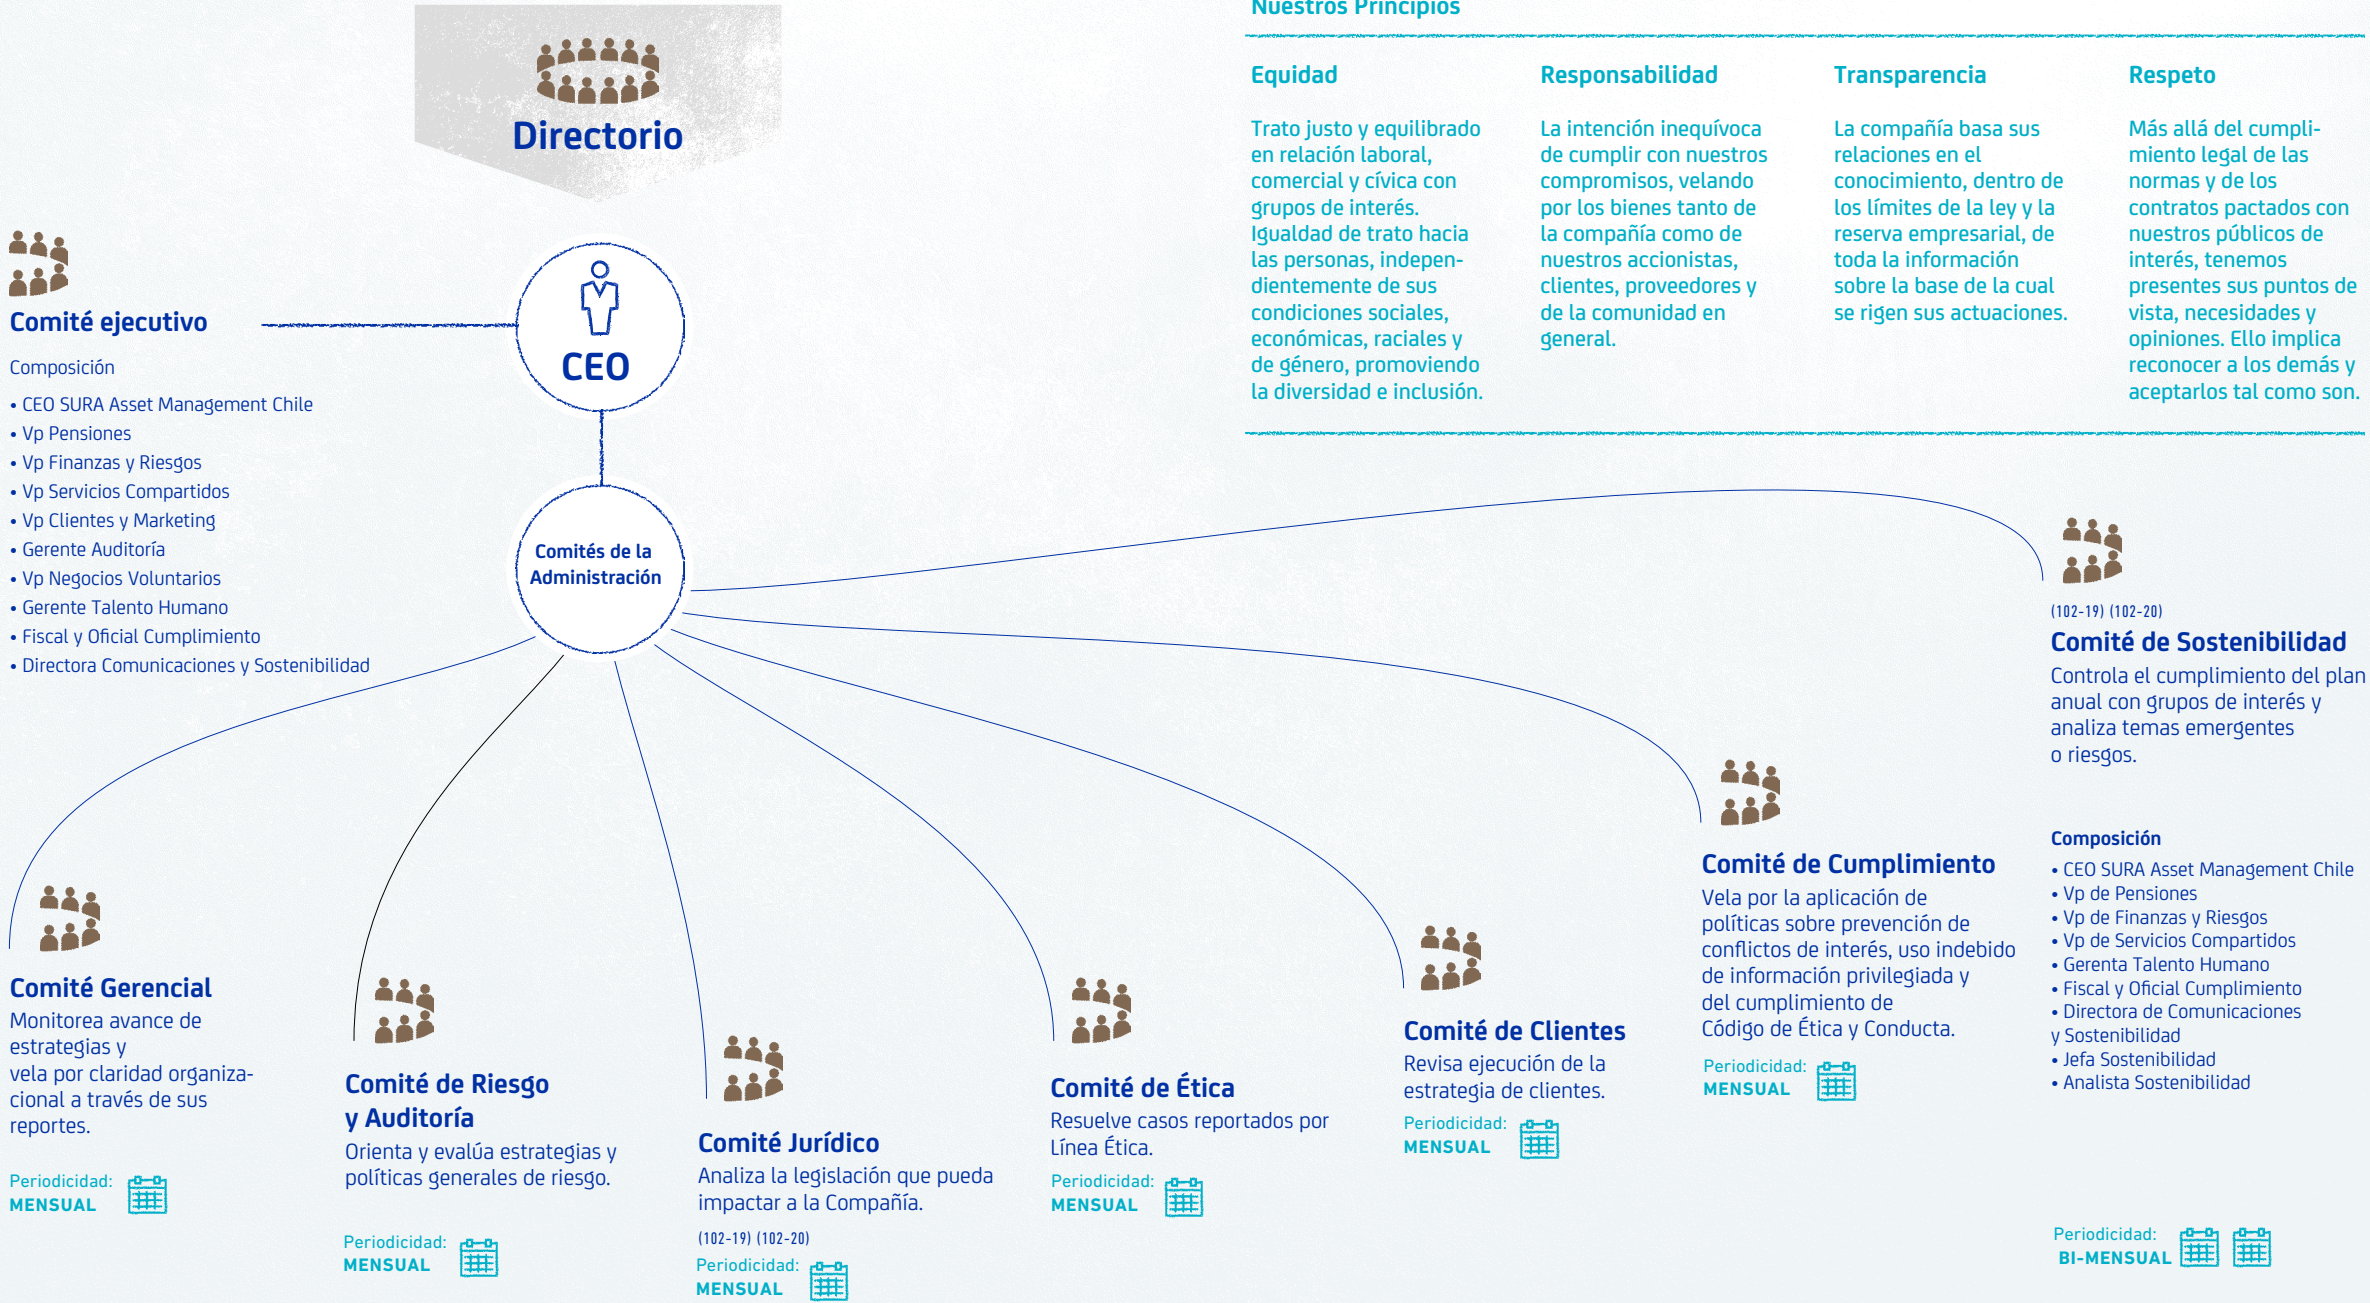 Nuestros Principios
Equidad
Trato justo y equilibrado
en relación laboral,
comercial y cívica con
grupos de interés.
Igualdad de trato hacia
las personas, indepen-
dientemente de sus
condiciones sociales,
económicas, raciales y
de género, promoviendo
la diversidad e inclusión.
Responsabilidad
La intención inequívoca
de cumplir con nuestros
compromisos, velando
por los bienes tanto de
la compañía como de
nuestros accionistas,
clientes, proveedores y
de la comunidad en
general.
Transparencia
La compañía basa sus
relaciones en el
conocimiento, dentro de
los límites de la ley y la
reserva empresarial, de
toda la información
sobre la base de la cual
se rigen sus actuaciones.
Respeto
Más allá del cumpli-
miento legal de las
normas y de los
contratos pactados con
nuestros públicos de
interés, tenemos
presentes sus puntos de
vista, necesidades y
opiniones. Ello implica
reconocer a los demás y
aceptarlos tal como son.
Directorio
CEO
Comité ejecutivo
Composición
• CEO SURA Asset Management Chile
• Vp Pensiones
• Vp Finanzas y Riesgos
• Vp Servicios Compartidos
• Vp Clientes y Marketing
• Gerente Auditoría
• Vp Negocios Voluntarios
• Gerente Talento Humano
• Fiscal y Oficial Cumplimiento
• Directora Comunicaciones y Sostenibilidad
Comités de la
Administración
Comité Gerencial
Monitorea avance de
estrategias y
vela por claridad organiza-
cional a través de sus
reportes.
Periodicidad:
MENSUAL
Comité de Riesgo
y Auditoría
Orienta y evalúa estrategias y
políticas generales de riesgo.
Periodicidad:
MENSUAL
Comité Jurídico
Analiza la legislación que pueda
impactar a la Compañía.
(102-19) (102-20)
Periodicidad:
MENSUAL
Comité de Ética
Resuelve casos reportados por
Línea Ética.
Periodicidad:
MENSUAL
Comité de Clientes
Revisa ejecución de la
estrategia de clientes.
Periodicidad:
MENSUAL
Comité de Cumplimiento
Vela por la aplicación de
políticas sobre prevención de
conflictos de interés, uso indebido
de información privilegiada y
del cumplimiento de
Código de Ética y Conducta.
Periodicidad:
MENSUAL
(102-19) (102-20)
Comité de Sostenibilidad
Controla el cumplimiento del plan
anual con grupos de interés y
analiza temas emergentes
o riesgos.
Composición
• CEO SURA Asset Management Chile
• Vp de Pensiones
• Vp de Finanzas y Riesgos
• Vp de Servicios Compartidos
• Gerenta Talento Humano
• Fiscal y Oficial Cumplimiento
• Directora de Comunicaciones
y Sostenibilidad
• Jefa Sostenibilidad
• Analista Sostenibilidad
Periodicidad:
BI-MENSUAL